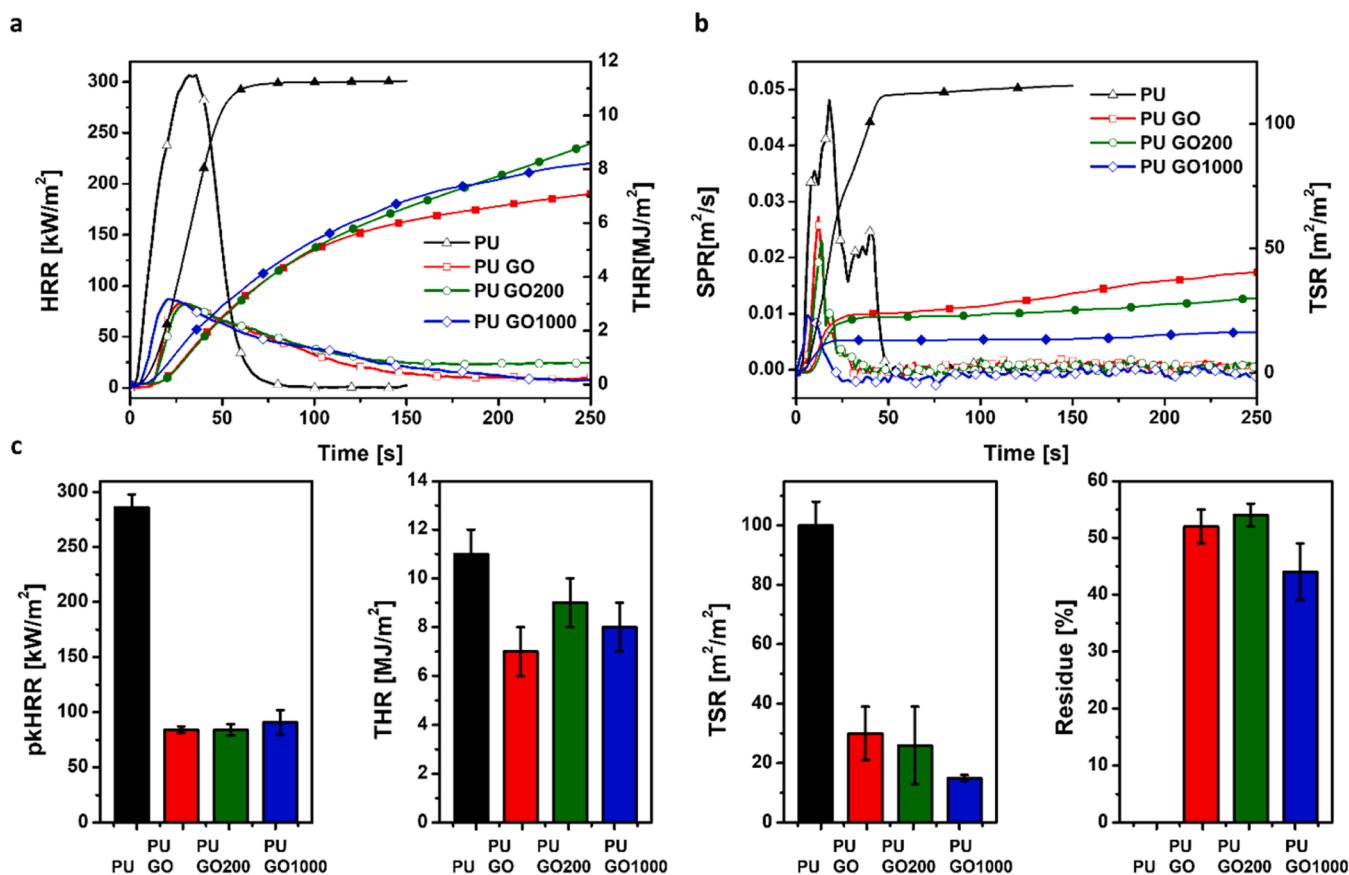 a
300
250
200
150
100
50
0
HRR [kW/m²]
0 50 100 150 200 250
Time [s]
12
10
8
6
4
2
0
THR[MJ/m²]
PU
PU GO
PU GO200
PU GO1000
b
0.05
0.04
0.03
0.02
0.01
0.00
SPR[m²/s]
0 50 100 150 200 250
Time [s]
100
50
0
TSR [m²/m²]
PU
PU GO
PU GO200
PU GO1000
c
300
250
200
150
100
50
0
pkHRR [kW/m²]
PU PU PU
PU GO GO200 GO1000
14
12
10
8
6
4
2
0
THR [MJ/m²]
PU PU PU
PU GO GO200 GO1000
100
80
60
40
20
0
TSR [m²/m²]
PU PU PU
PU GO GO200 GO1000
60
50
40
30
20
10
0
Residue [%]
PU PU PU
PU GO GO200 GO1000